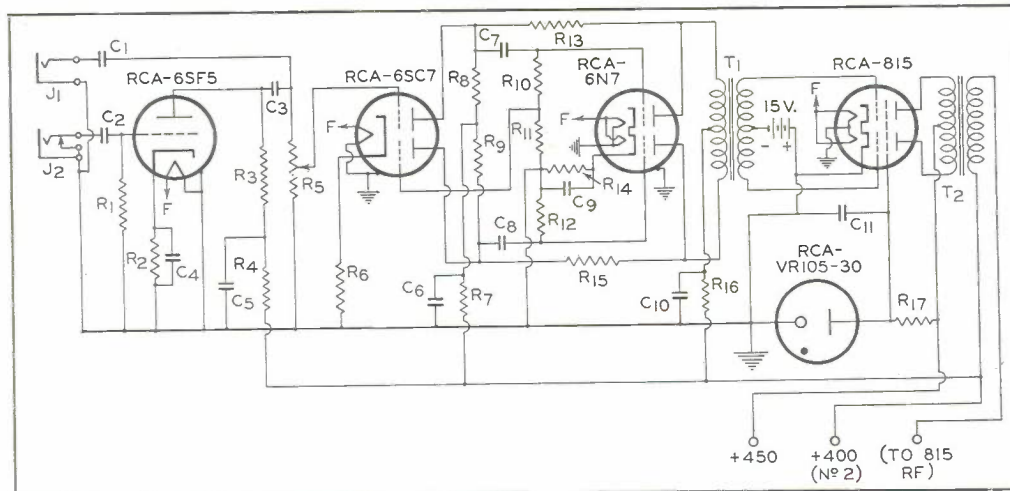 C1
C7
R13
RCA-6SF5
C3
RCA-6SC7
R8
R10
RCA-
6N7
T1
RCA-815
J1
C2
F
15 V.
F
- +
J2
R11
R9
R5
R3
R14
R1
F
C9
T2
R12
C8
C11
R2
C4
R15
RCA-
VR105-30
R4
R6
C6
R7
C10
R16
R17
C5
+450
+400
(Nº 2)
(TO 815
RF)
F